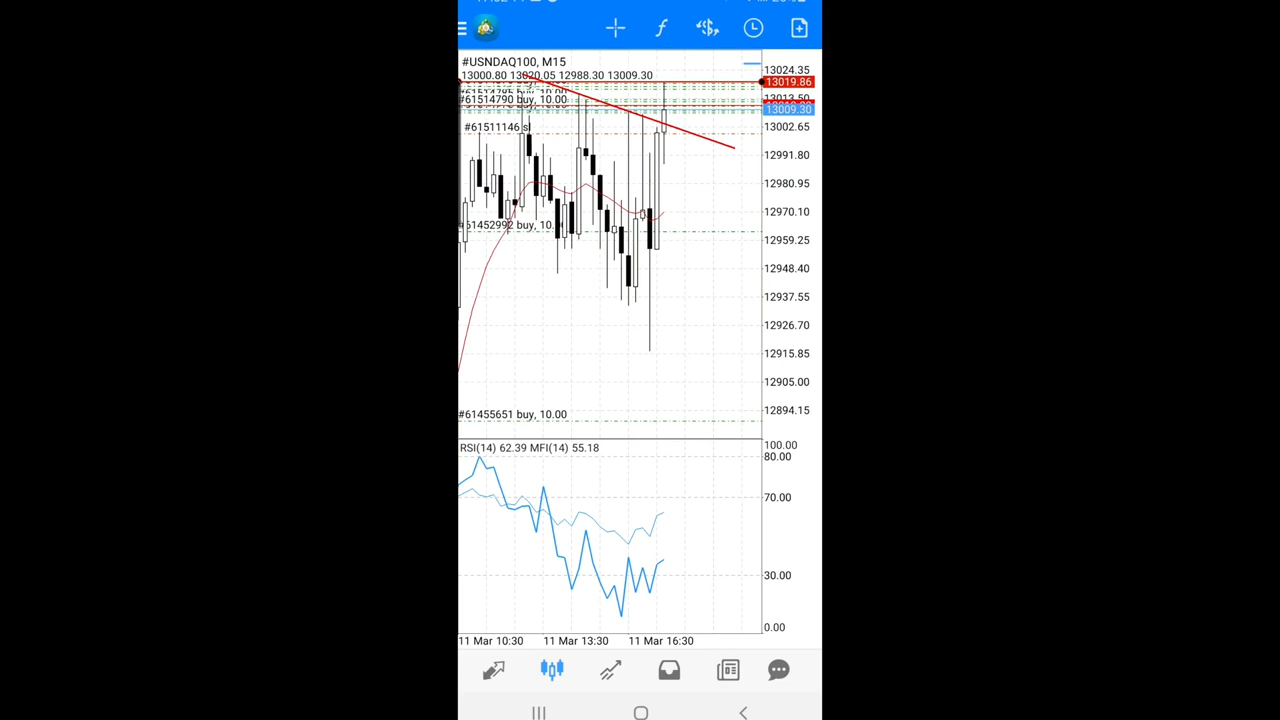 #USNDAQ100, M15
13000.80 13020.05 12988.30 13009.30
13024.35
13019.86
#61514790 buy, 10.00
13009.30
#61511146 sl
13002.65
12991.80
12980.95
12970.10
#61452992 buy, 10.
12959.25
12948.40
12937.55
12926.70
12915.85
12905.00
#61455651 buy, 10.00
12894.15
RSI(14) 62.39 MFI(14) 55.18
100.00
80.00
70.00
30.00
0.00
11 Mar 10:30 11 Mar 13:30 11 Mar 16:30